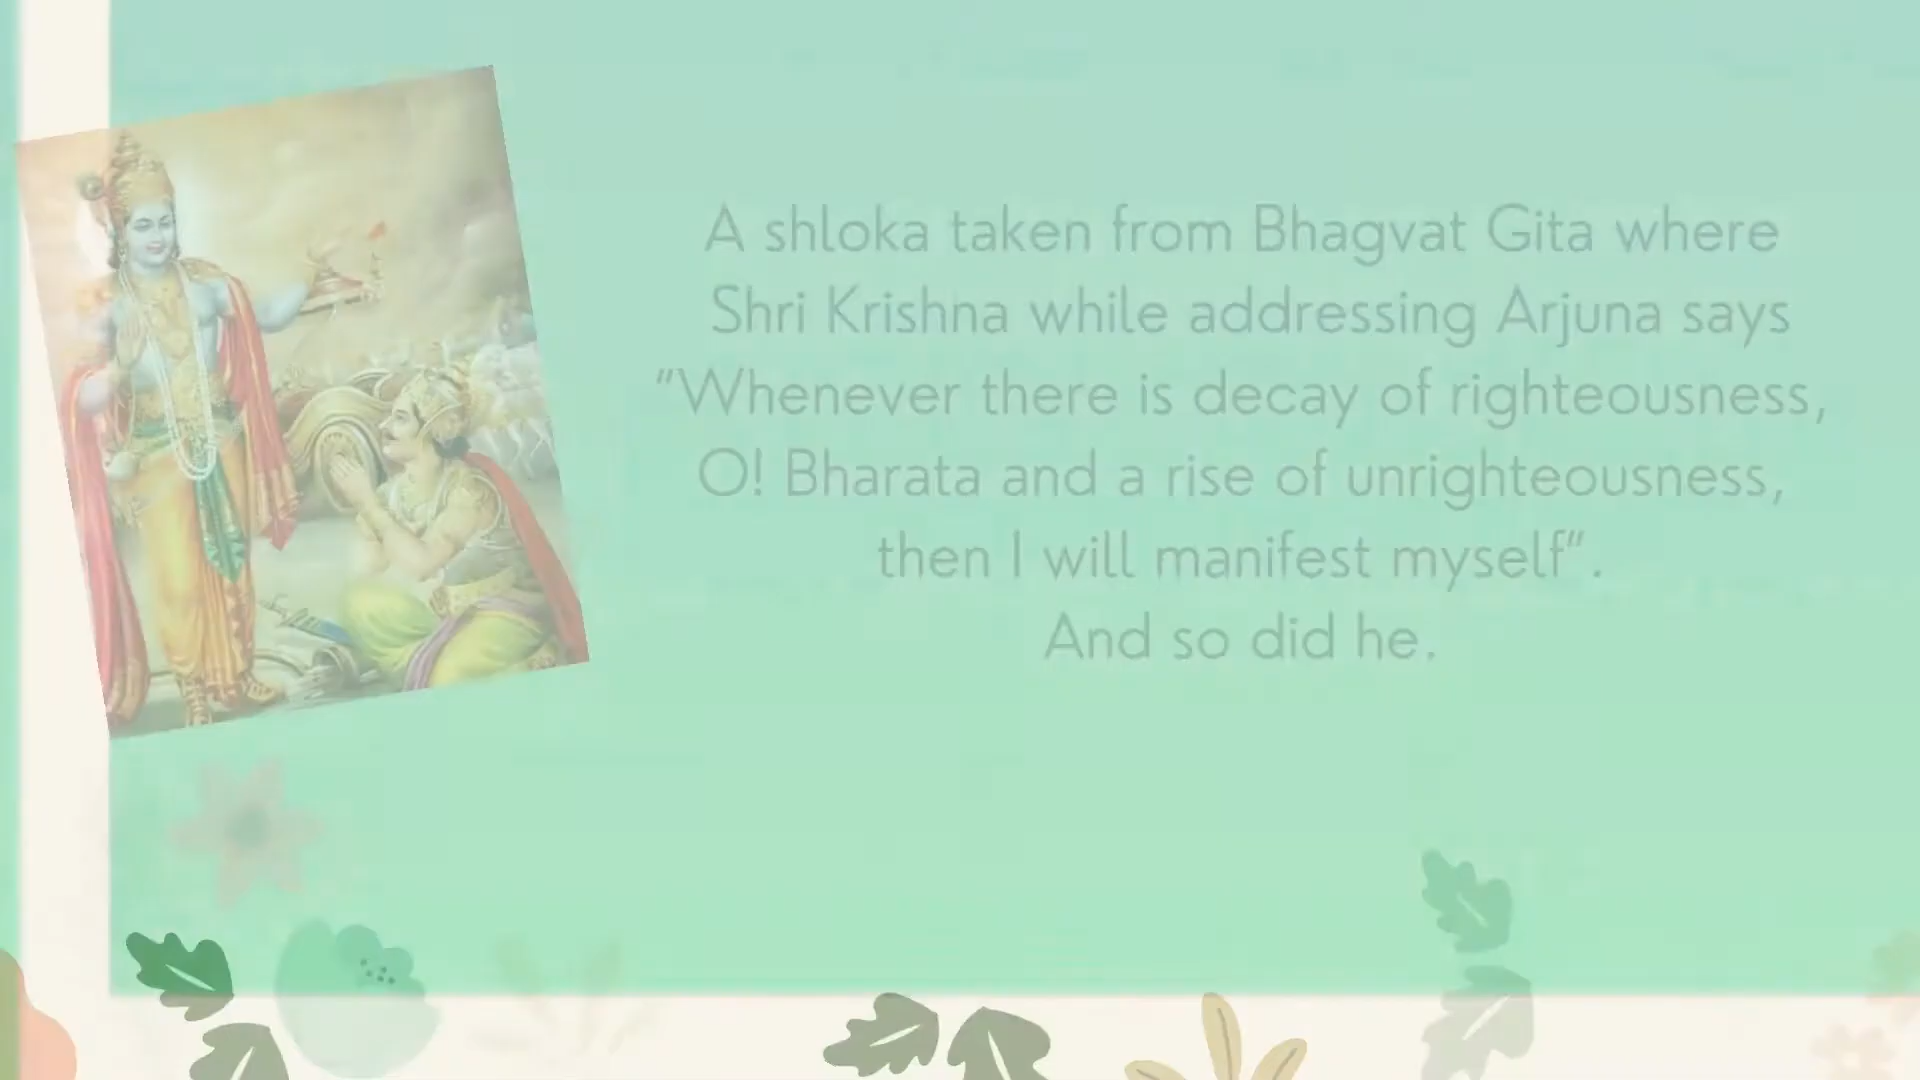 A shloka taken from Bhagvat Gita where
Shri Krishna while addressing Arjuna says
"Whenever there is decay of righteousness,
O! Bharata and a rise of unrighteousness,
then I will manifest myself".
And so did he.